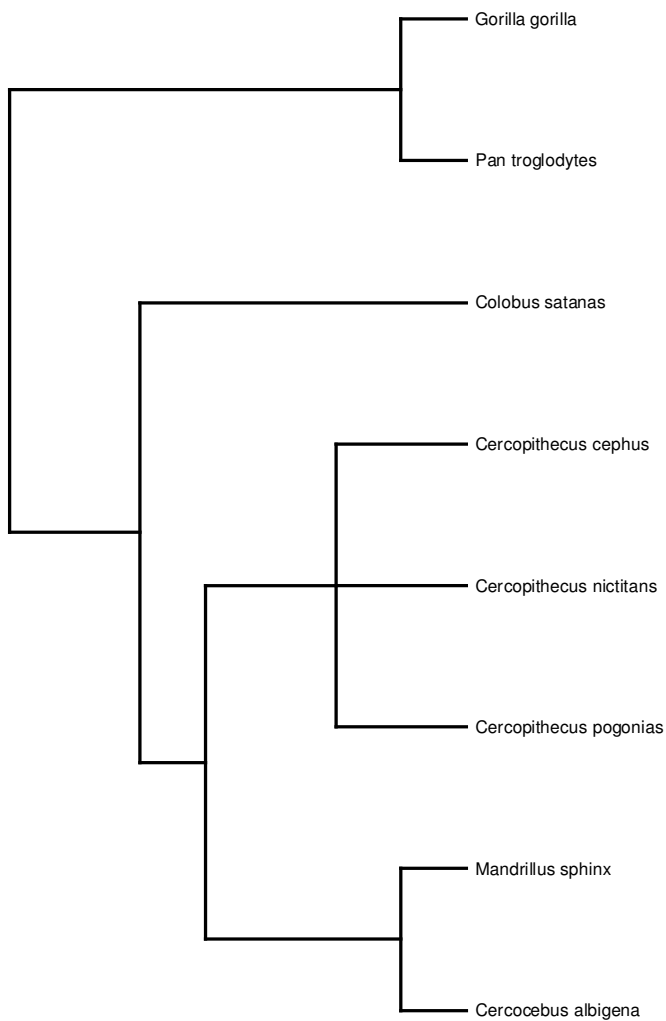 Gorilla gorilla
Pan troglodytes
Colobus satanas
Cercopithecus cephus
Cercopithecus nictitans
Cercopithecus pogonias
Mandrillus sphinx
Cercocebus albigena